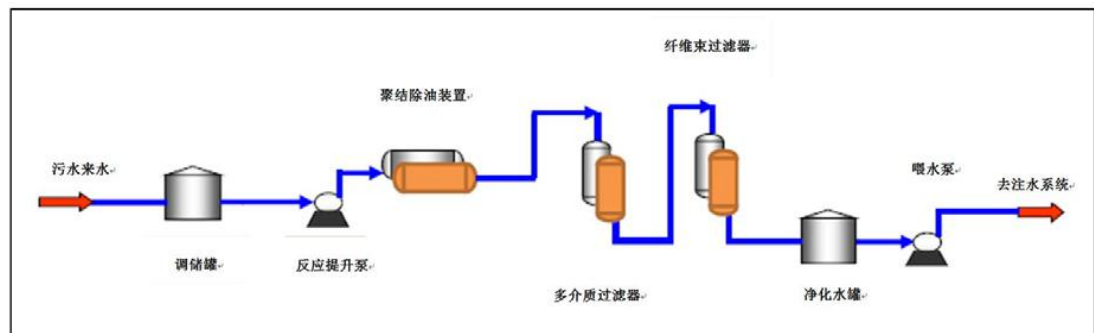 纤维束过滤器
聚结除油装置
污水来水
喂水泵
去注水系统
调储罐
反应提升泵
多介质过滤器
净化水罐